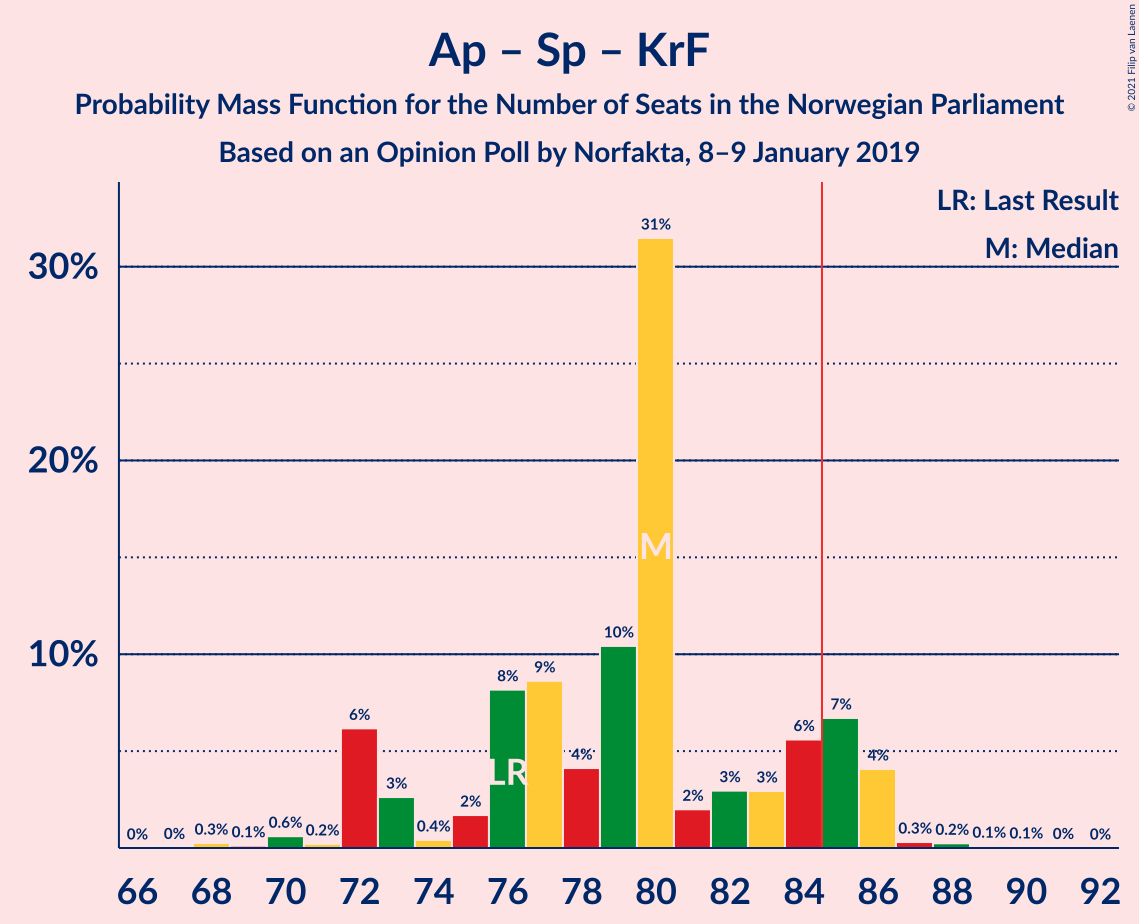 Ap – Sp – KrF
Probability Mass Function for the Number of Seats in the Norwegian Parliament
Based on an Opinion Poll by Norfakta, 8–9 January 2019
© 2021 Filip van Laenen
LR: Last Result
M: Median
30%
20%
10%
0% 0% 0.3% 0.1% 0.6% 0.2% 6% 3% 0.4% 2% 8% 9% 4% 10% 31% 2% 3% 3% 6% 7% 4% 0.3% 0.2% 0.1% 0.1% 0% 0%
LR
M
66 68 70 72 74 76 78 80 82 84 86 88 90 92